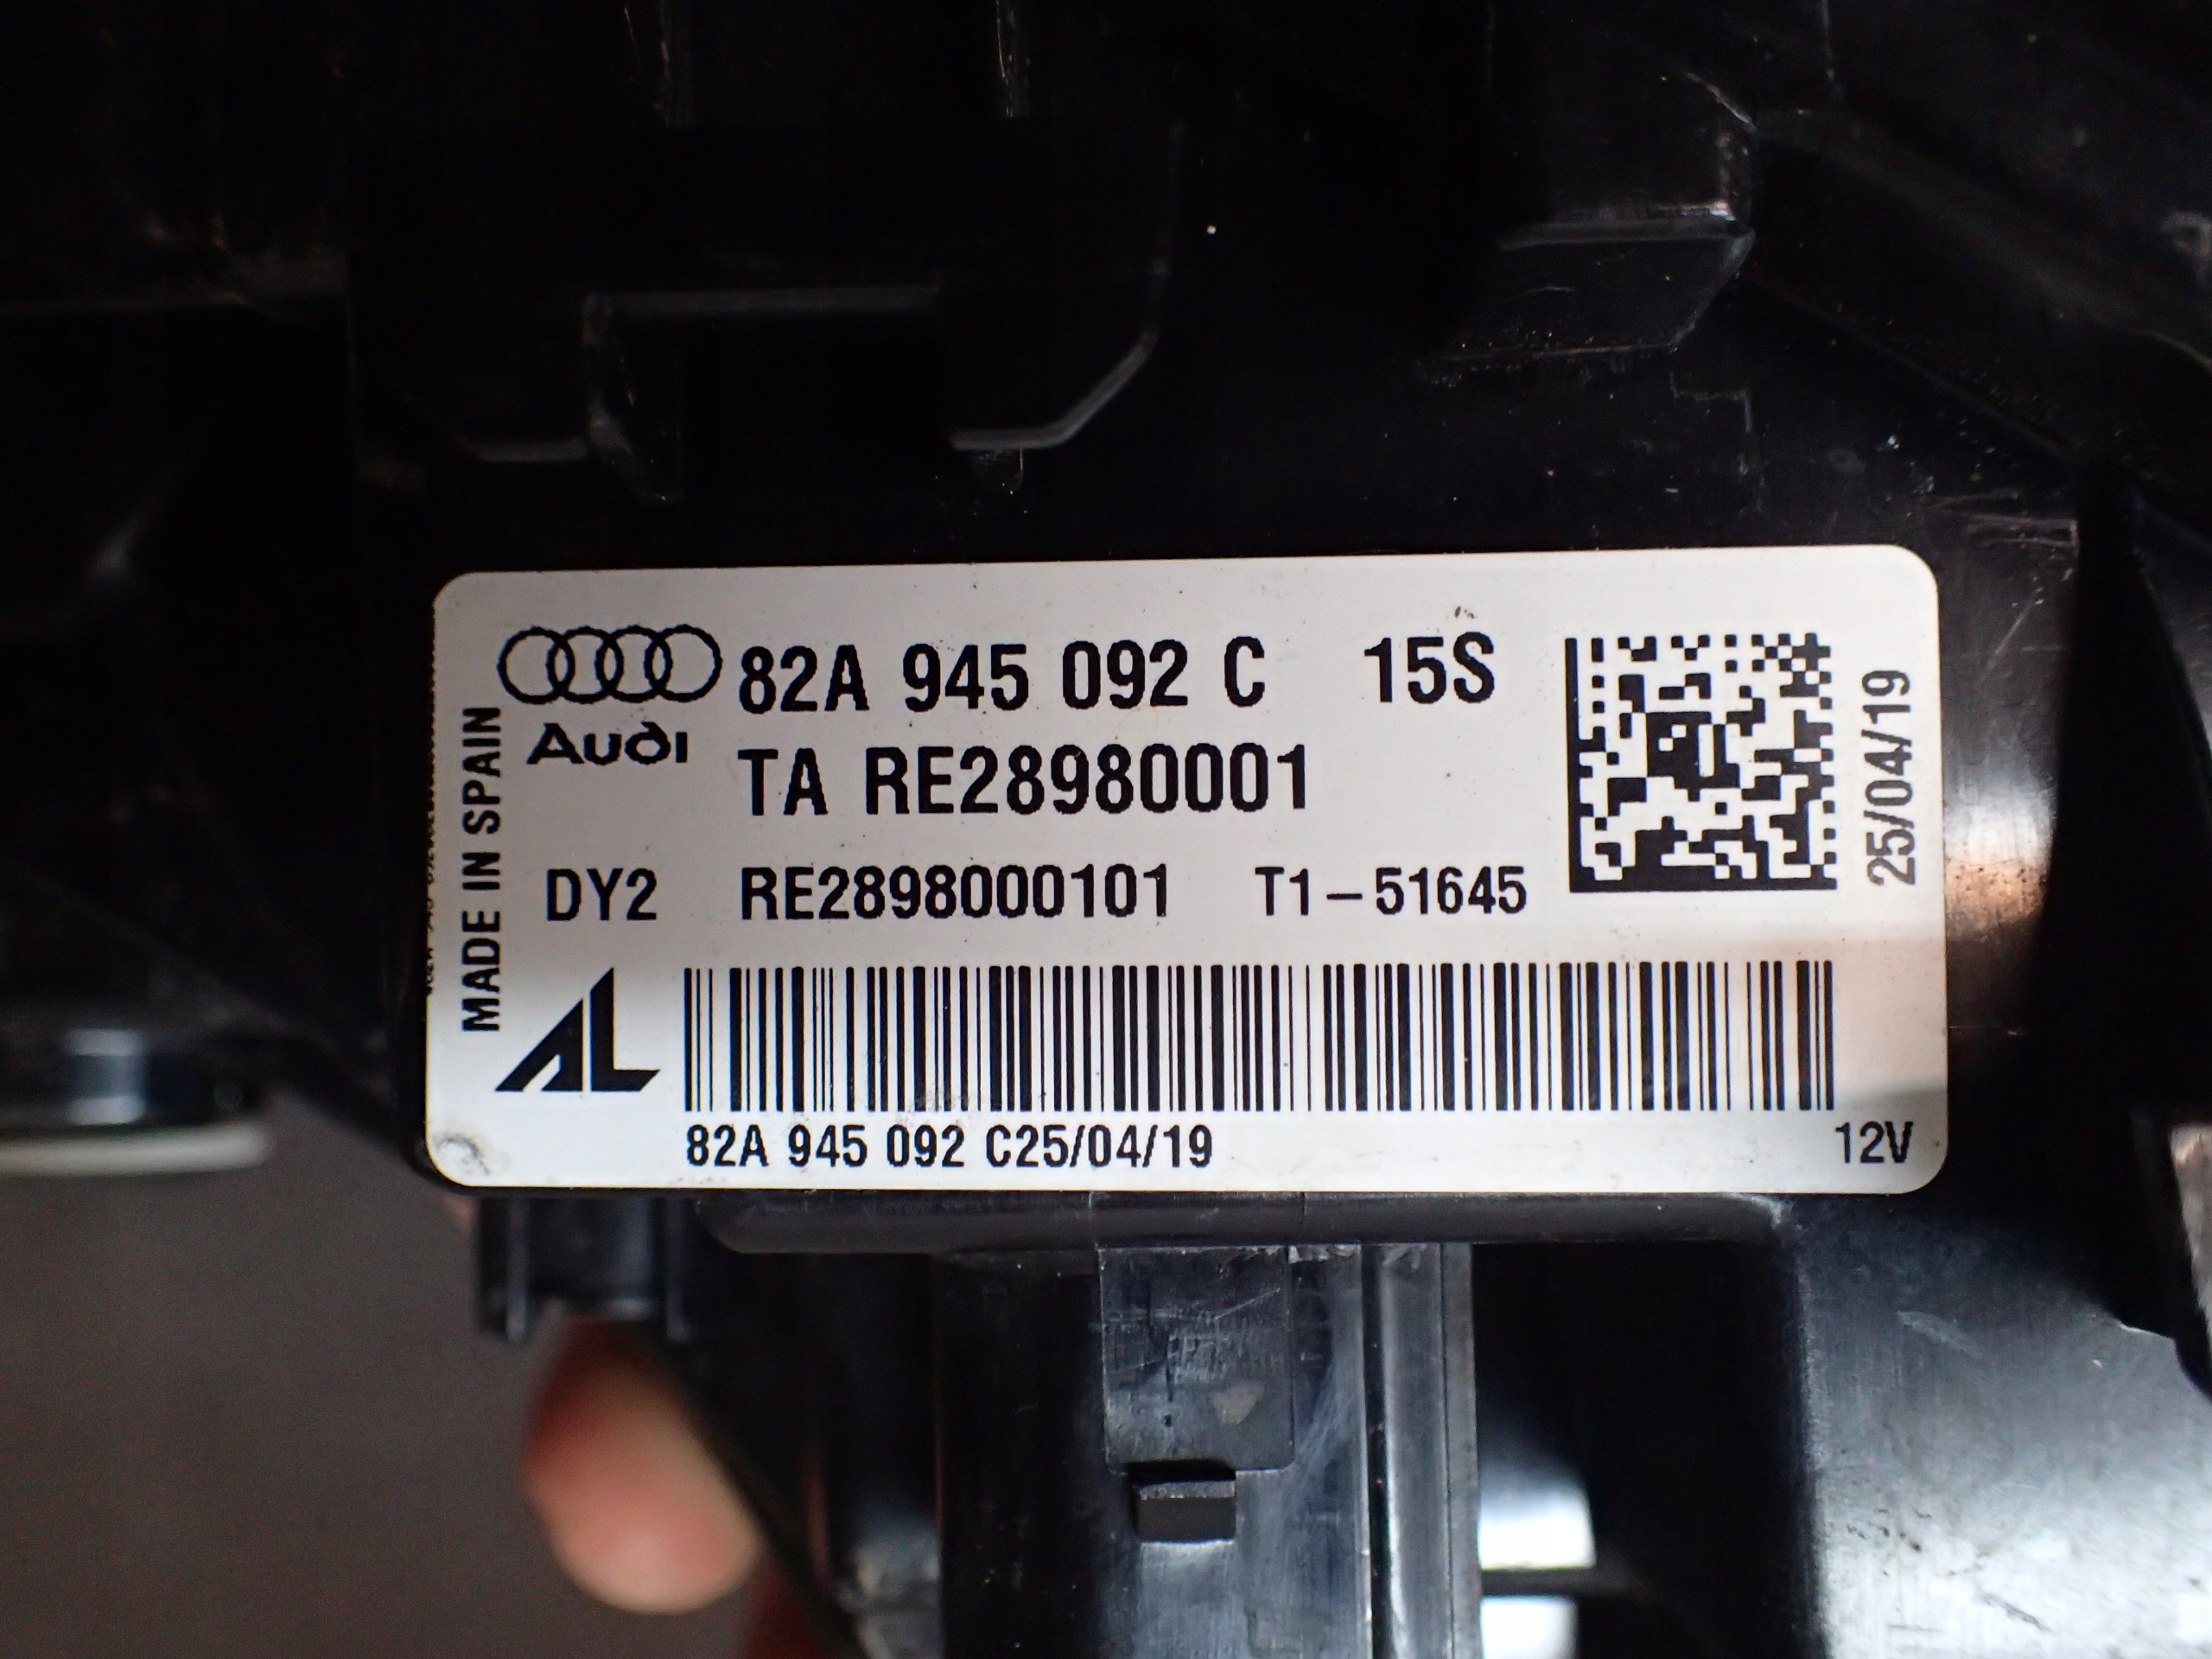 82A 945 092 C 15S
Audi
TA RE28980001
DY2 RE2898000101 T1-51645
25/04/19
MADE IN SPAIN
AL
82A 945 092 C25/04/19
12V